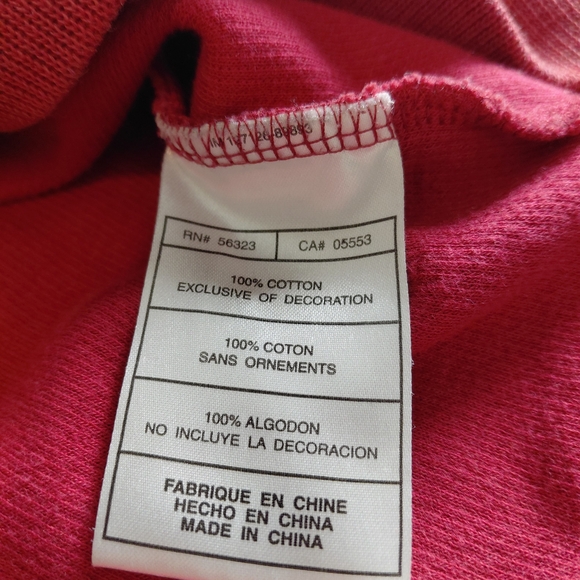 RN# 56323 CA# 05553
100% COTTON
EXCLUSIVE OF DECORATION
100% COTON
SANS ORNEMENTS
100% ALGODON
NO INCLUYE LA DECORACION
FABRIQUE EN CHINE
HECHO EN CHINA
MADE IN CHINA